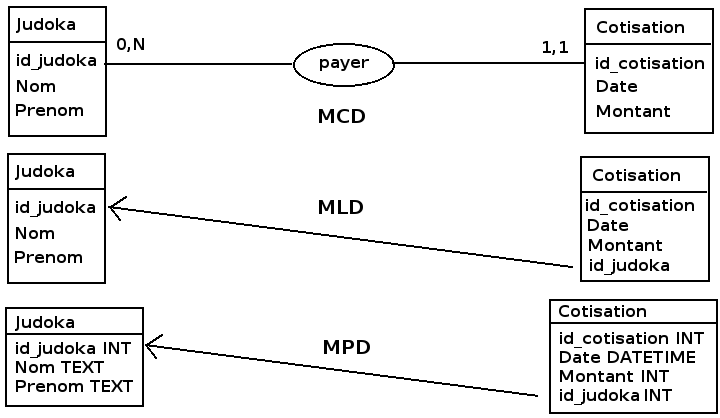 Judoka
id_judoka
Nom
Prenom
0,N
payer
1,1
Cotisation
id_cotisation
Date
Montant
MCD
Judoka
id_judoka
Nom
Prenom
MLD
Cotisation
id_cotisation
Date
Montant
id_judoka
Judoka
id_judoka INT
Nom TEXT
Prenom TEXT
MPD
Cotisation
id_cotisation INT
Date DATETIME
Montant INT
id_judoka INT